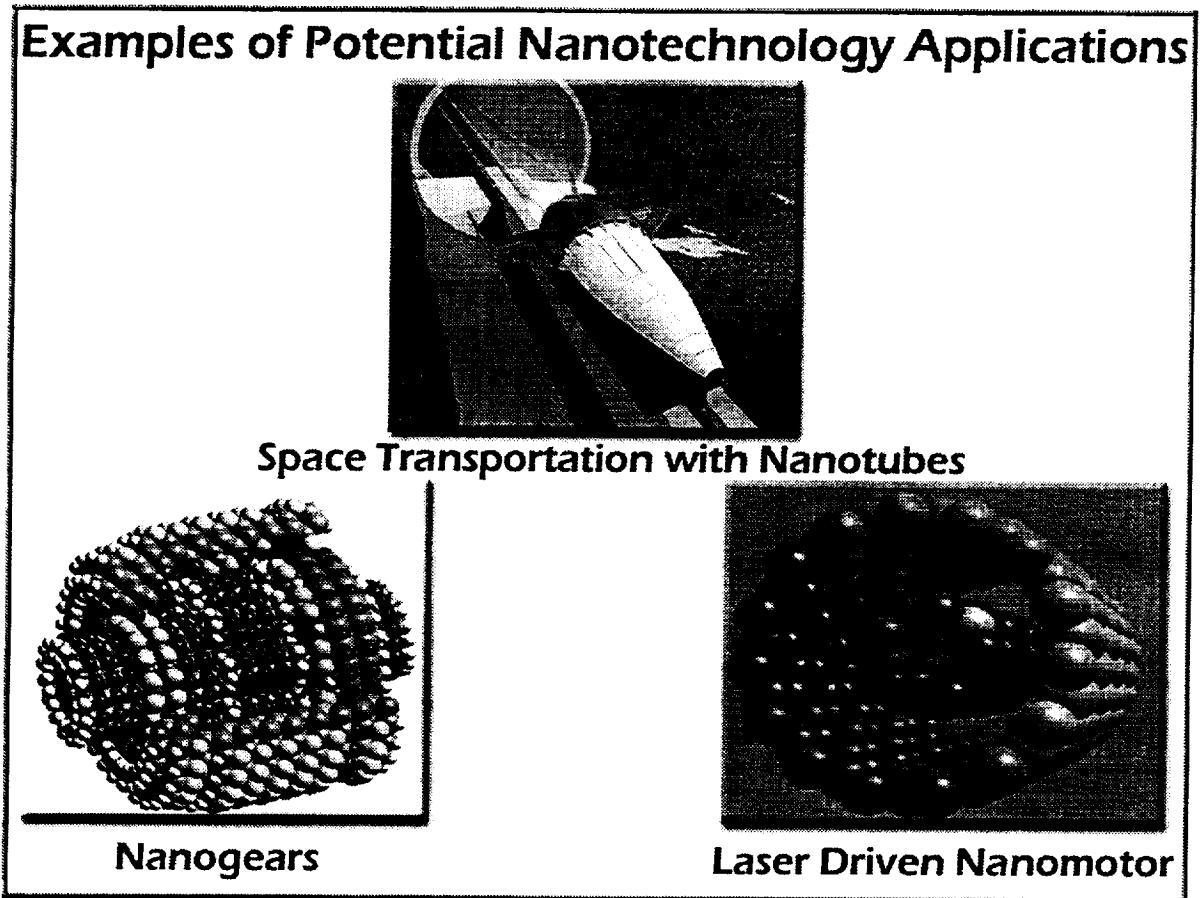 Examples of Potential Nanotechnology Applications
Space Transportation with Nanotubes
Nanogears
Laser Driven Nanomotor